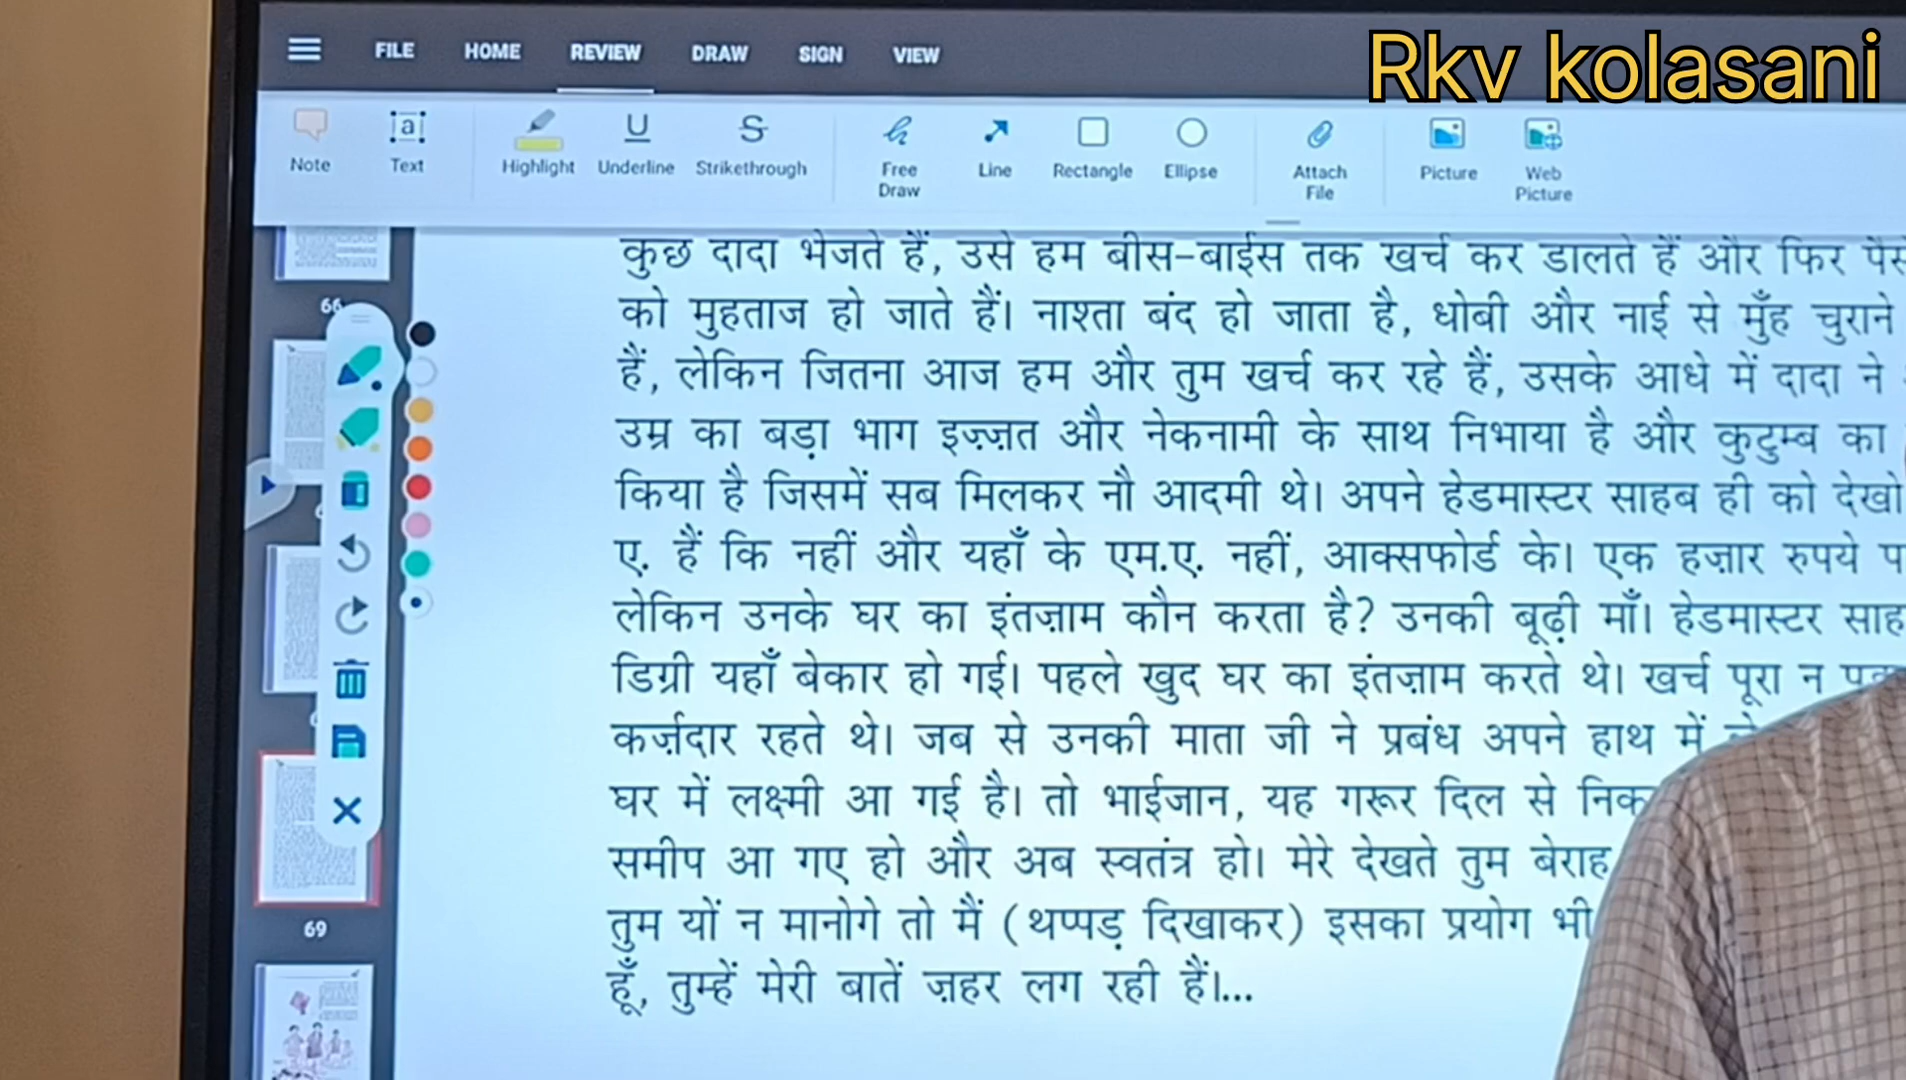 Rkv kolasani
FILE HOME REVIEW DRAW SIGN VIEW
Note Text Highlight Underline Strikethrough Free Draw Line Rectangle Ellipse Attach File Picture Web Picture
कुछ दादा भेजते हैं, उसे हम बीस-बाईस तक खर्च कर डालते हैं और फिर
को मुहताज हो जाते हैं। नाश्ता बंद हो जाता है, धोबी और नाई से मुँह चुराने
हैं, लेकिन जितना आज हम और तुम खर्च कर रहे हैं, उसके आधे में दादा ने
उम्र का बड़ा भाग इज़्ज़त और नेकनामी के साथ निभाया है और कुटुम्ब का
किया है जिसमें सब मिलकर नौ आदमी थे। अपने हेडमास्टर साहब ही को देखो
ए. हैं कि नहीं और यहाँ के एम.ए. नहीं, आक्सफोर्ड के। एक हज़ार रुपये
लेकिन उनके घर का इंतज़ाम कौन करता है? उनकी बूढ़ी माँ। हेडमास्टर
डिग्री यहाँ बेकार हो गई। पहले खुद घर का इंतज़ाम करते थे। खर्च पूरा न
कर्ज़दार रहते थे। जब से उनकी माता जी ने प्रबंध अपने हाथ में
घर में लक्ष्मी आ गई है। तो भाईजान, यह गरूर दिल से
समीप आ गए हो और अब स्वतंत्र हो। मेरे देखते तुम बेराह
तुम यों न मानोगे तो मैं (थप्पड़ दिखाकर) इसका प्रयोग भी
हूँ, तुम्हें मेरी बातें ज़हर लग रही हैं।...
66
69